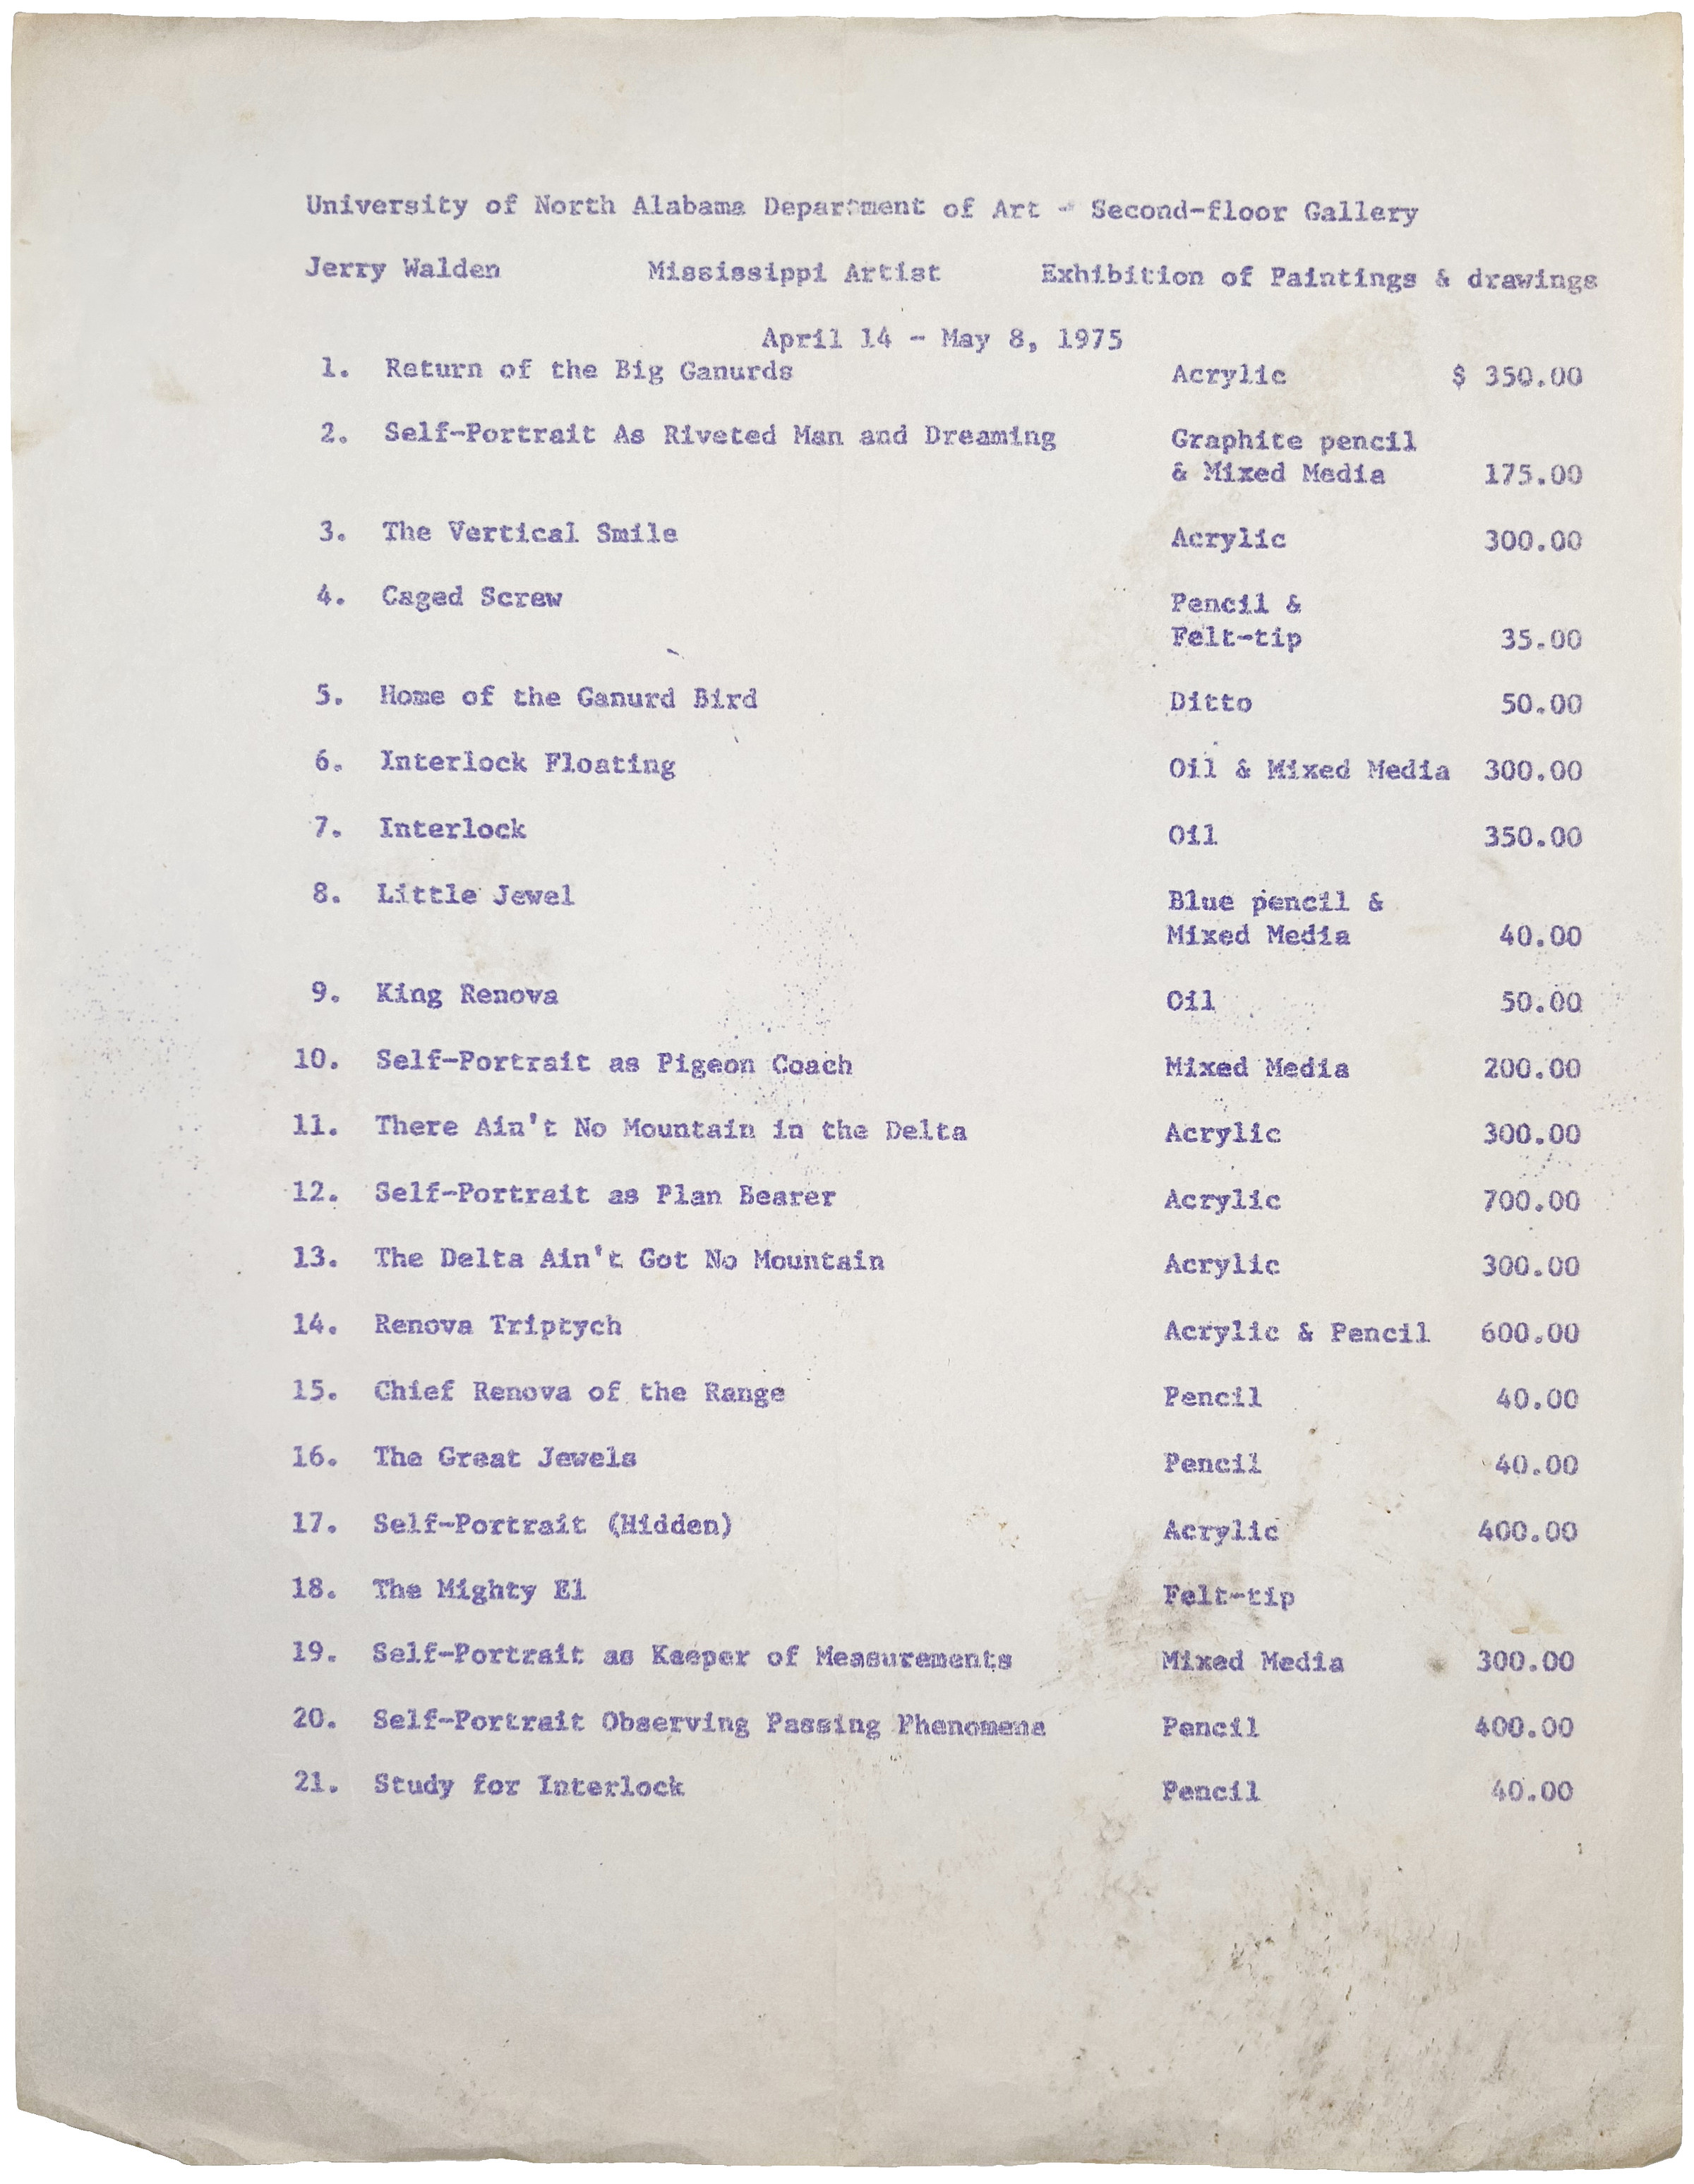 University of North Alabama Department of Art - Second-floor Gallery
Jerry Walden Mississippi Artist Exhibition of Paintings & drawings
April 14 - May 8, 1975
1. Return of the Big Ganurds Acrylic $ 350.00
2. Self-Portrait As Riveted Man and Dreaming Graphite pencil
& Mixed Media 175.00
3. The Vertical Smile Acrylic 300.00
4. Caged Screw Pencil &
Felt-tip 35.00
5. Home of the Ganurd Bird Ditto 50.00
6. Interlock Floating Oil & Mixed Media 300.00
7. Interlock Oil 350.00
8. Little Jewel Blue pencil &
Mixed Media 40.00
9. King Renova Oil 50.00
10. Self-Portrait as Pigeon Coach Mixed Media 200.00
11. There Ain't No Mountain in the Delta Acrylic 300.00
12. Self-Portrait as Plan Bearer Acrylic 700.00
13. The Delta Ain't Got No Mountain Acrylic 300.00
14. Renova Triptych Acrylic & Pencil 600.00
15. Chief Renova of the Range Pencil 40.00
16. The Great Jewels Pencil 40.00
17. Self-Portrait (Hidden) Acrylic 400.00
18. The Mighty El Felt-tip
19. Self-Portrait as Keeper of Measurements Mixed Media 300.00
20. Self-Portrait Observing Passing Phenomena Pencil 400.00
21. Study for Interlock Pencil 40.00